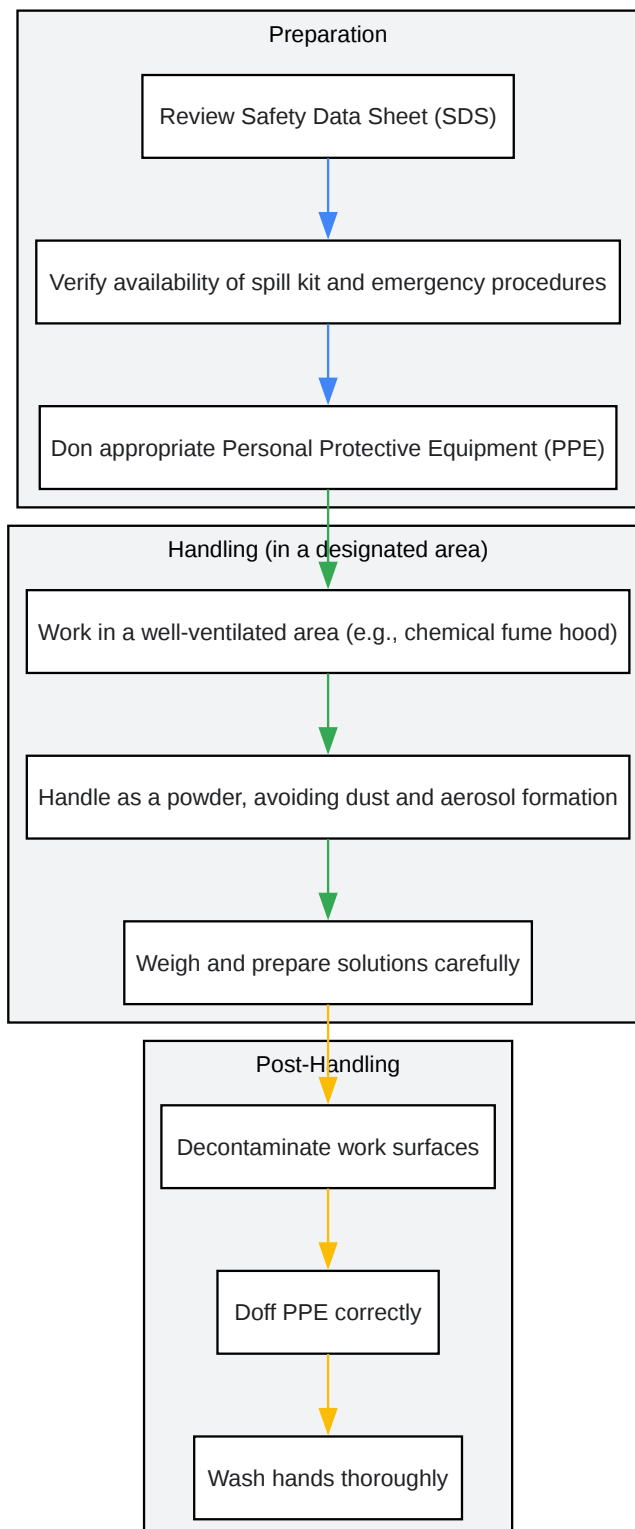 Preparation
Review Safety Data Sheet (SDS)
Verify availability of spill kit and emergency procedures
Don appropriate Personal Protective Equipment (PPE)
Handling (in a designated area)
Work in a well-ventilated area (e.g., chemical fume hood)
Handle as a powder, avoiding dust and aerosol formation
Weigh and prepare solutions carefully
Post-Handling
Decontaminate work surfaces
Doff PPE correctly
Wash hands thoroughly